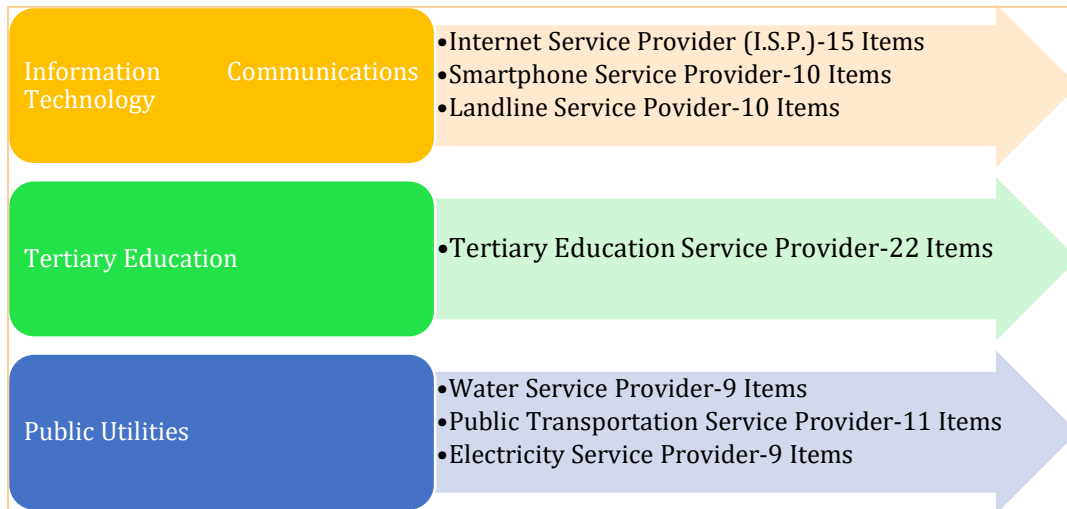 Information Communications
Technology
•Internet Service Provider (I.S.P.)-15 Items
•Smartphone Service Provider-10 Items
•Landline Service Povider-10 Items
Tertiary Education
•Tertiary Education Service Provider-22 Items
Public Utilities
•Water Service Provider-9 Items
•Public Transportation Service Provider-11 Items
•Electricity Service Provider-9 Items